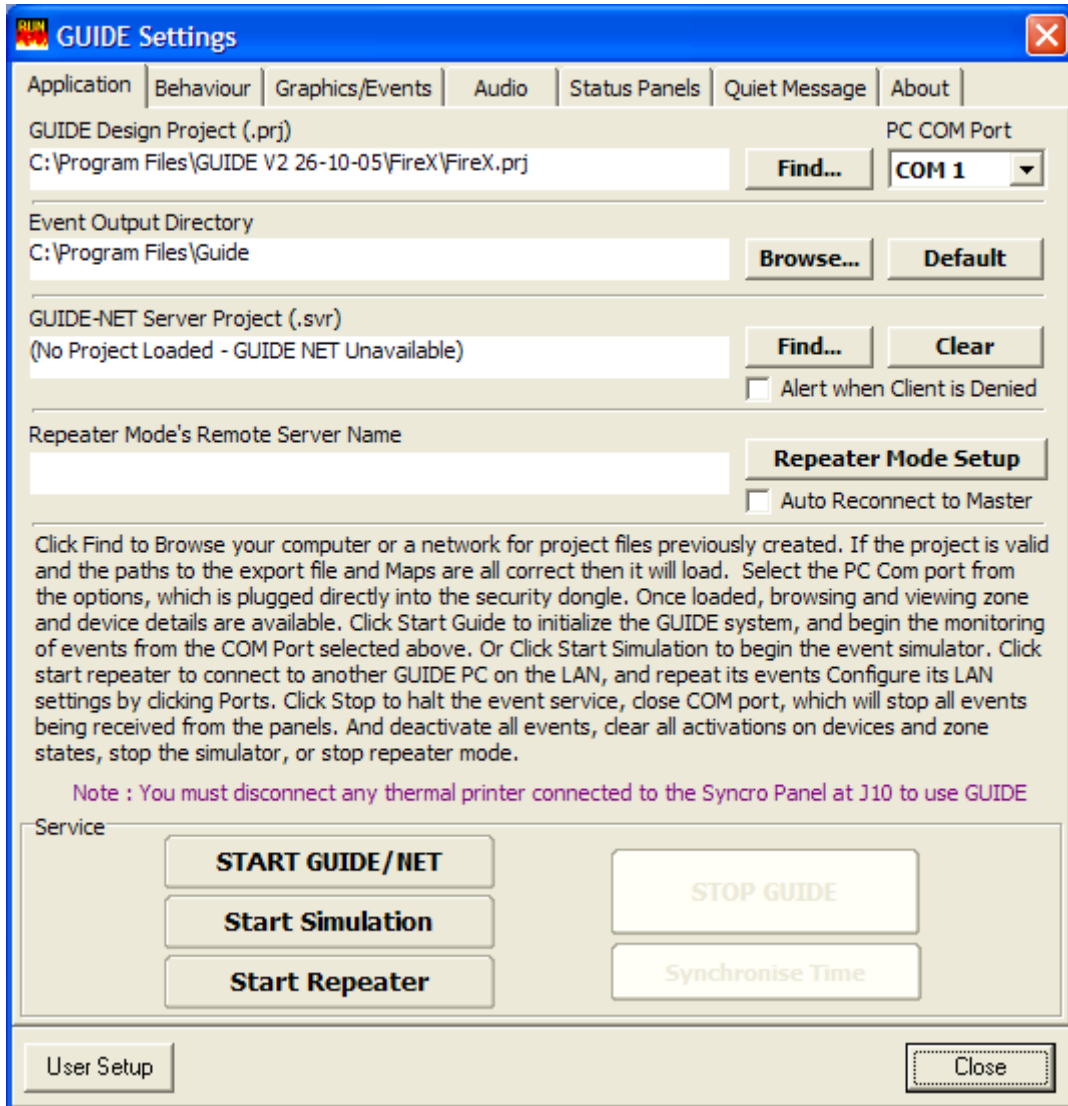 RUN
GUIDE Settings
Application Behaviour Graphics/Events Audio Status Panels Quiet Message About
GUIDE Design Project (.prj) PC COM Port
C:\Program Files\GUIDE V2 26-10-05\FireX\FireX.prj Find... COM 1
Event Output Directory
C:\Program Files\Guide Browse... Default
GUIDE-NET Server Project (.svr)
(No Project Loaded - GUIDE NET Unavailable) Find... Clear
Alert when Client is Denied
Repeater Mode's Remote Server Name
Repeater Mode Setup
Auto Reconnect to Master
Click Find to Browse your computer or a network for project files previously created. If the project is valid
and the paths to the export file and Maps are all correct then it will load. Select the PC Com port from
the options, which is plugged directly into the security dongle. Once loaded, browsing and viewing zone
and device details are available. Click Start Guide to initialize the GUIDE system, and begin the monitoring
of events from the COM Port selected above. Or Click Start Simulation to begin the event simulator. Click
start repeater to connect to another GUIDE PC on the LAN, and repeat its events Configure its LAN
settings by clicking Ports. Click Stop to halt the event service, close COM port, which will stop all events
being received from the panels. And deactivate all events, clear all activations on devices and zone
states, stop the simulator, or stop repeater mode.
Note : You must disconnect any thermal printer connected to the Syncro Panel at J10 to use GUIDE
Service
START GUIDE/NET
STOP GUIDE
Start Simulation
Synchronise Time
Start Repeater
User Setup Close